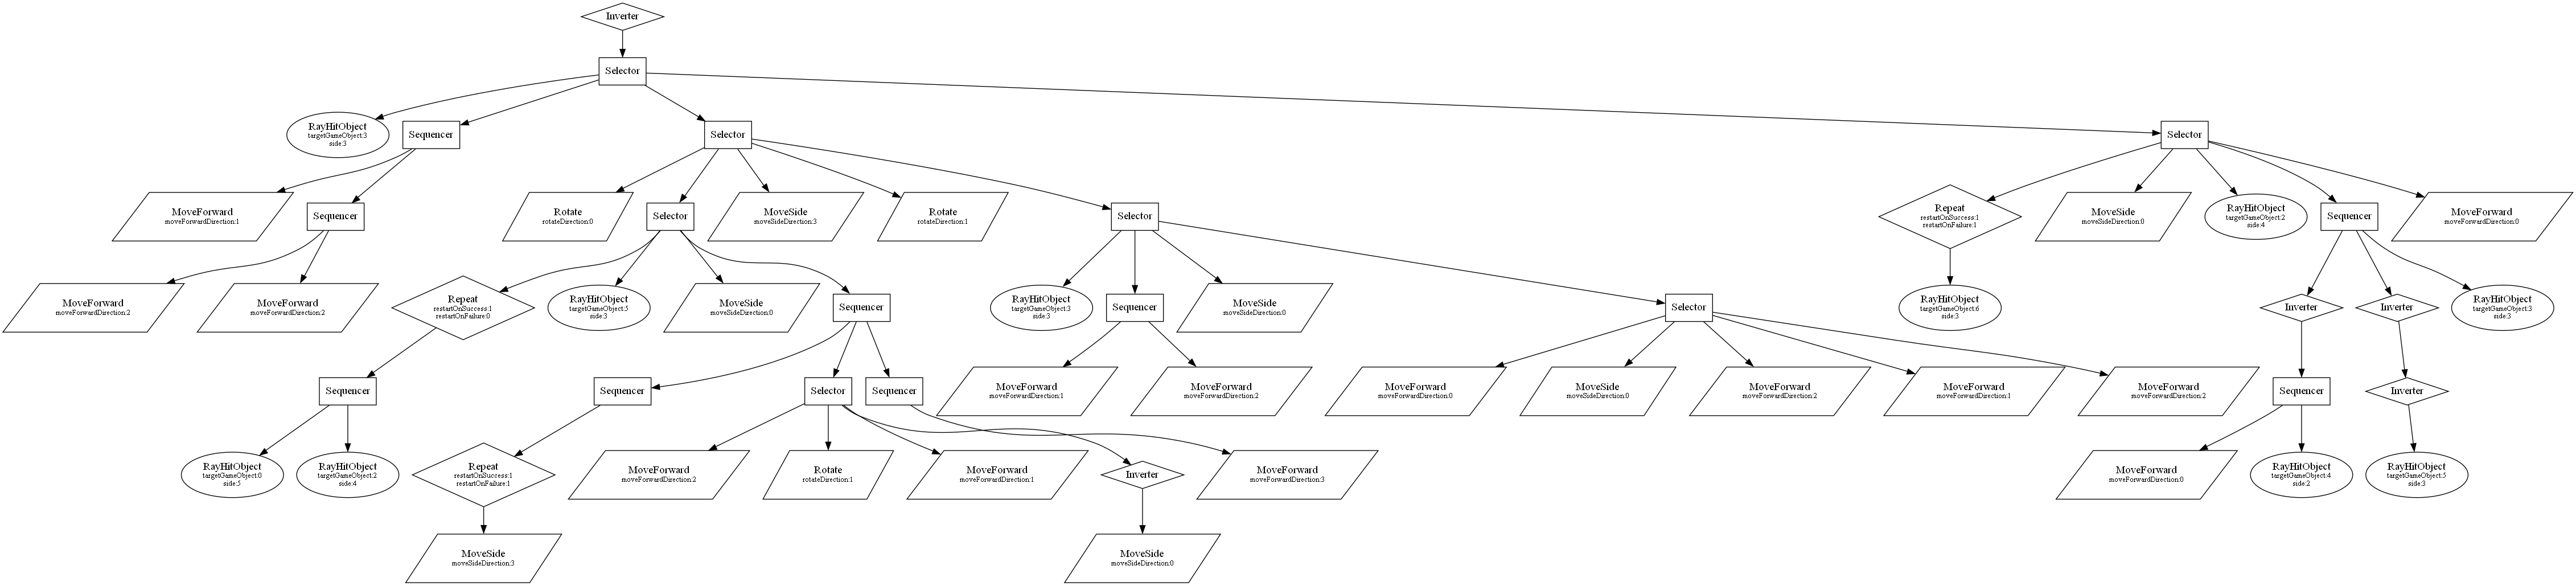 Inverter
Selector
RayHitObject
targetGameObject:3
side:3
Sequencer
Selector
Selector
MoveForward
moveForwardDirection:1
Sequencer
Rotate
rotateDirection:0
Selector
MoveSide
moveSideDirection:3
Rotate
rotateDirection:1
Selector
Repeat
restartOnSuccess:1
restartOnFailure:1
MoveSide
moveSideDirection:0
RayHitObject
targetGameObject:2
side:4
Sequencer
MoveForward
moveForwardDirection:0
MoveForward
moveForwardDirection:2
MoveForward
moveForwardDirection:2
Repeat
restartOnSuccess:1
restartOnFailure:0
RayHitObject
targetGameObject:5
side:3
MoveSide
moveSideDirection:0
Sequencer
RayHitObject
targetGameObject:3
side:3
Sequencer
MoveSide
moveSideDirection:0
Selector
RayHitObject
targetGameObject:6
side:3
Inverter
Inverter
RayHitObject
targetGameObject:3
side:3
Sequencer
Sequencer
Selector
Sequencer
MoveForward
moveForwardDirection:1
MoveForward
moveForwardDirection:2
MoveForward
moveForwardDirection:0
MoveSide
moveSideDirection:0
MoveForward
moveForwardDirection:2
MoveForward
moveForwardDirection:1
MoveForward
moveForwardDirection:2
Sequencer
Inverter
RayHitObject
targetGameObject:0
side:5
RayHitObject
targetGameObject:2
side:4
Repeat
restartOnSuccess:1
restartOnFailure:1
MoveForward
moveForwardDirection:2
Rotate
rotateDirection:1
MoveForward
moveForwardDirection:1
Inverter
MoveForward
moveForwardDirection:3
MoveForward
moveForwardDirection:0
RayHitObject
targetGameObject:4
side:2
RayHitObject
targetGameObject:5
side:3
MoveSide
moveSideDirection:3
MoveSide
moveSideDirection:0